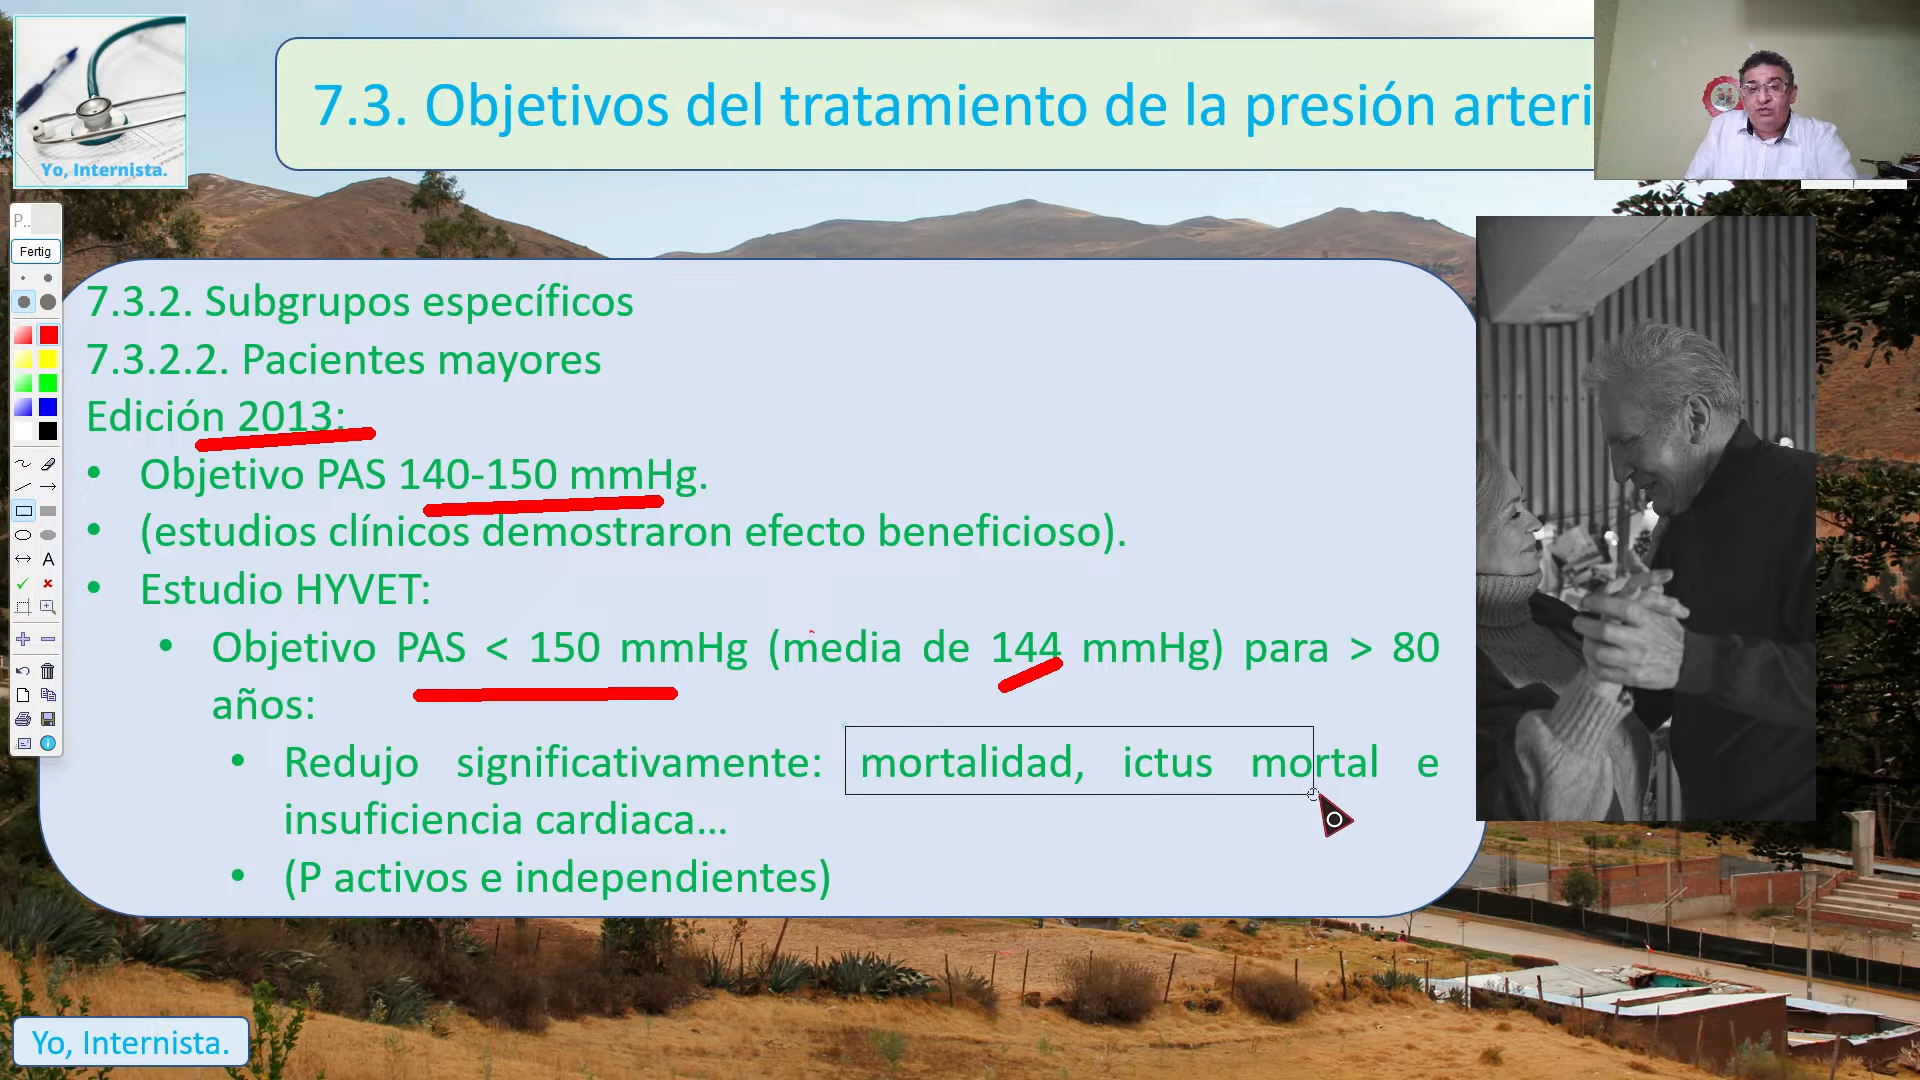 Yo, Internista.
7.3. Objetivos del tratamiento de la presión arteri
P..
Fertig
7.3.2. Subgrupos específicos
7.3.2.2. Pacientes mayores
Edición 2013:
• Objetivo PAS 140-150 mmHg.
• (estudios clínicos demostraron efecto beneficioso).
• Estudio HYVET:
• Objetivo PAS < 150 mmHg (media de 144 mmHg) para > 80
años:
• Redujo significativamente: mortalidad, ictus mortal e
insuficiencia cardiaca...
• (P activos e independientes)
A
Yo, Internista.